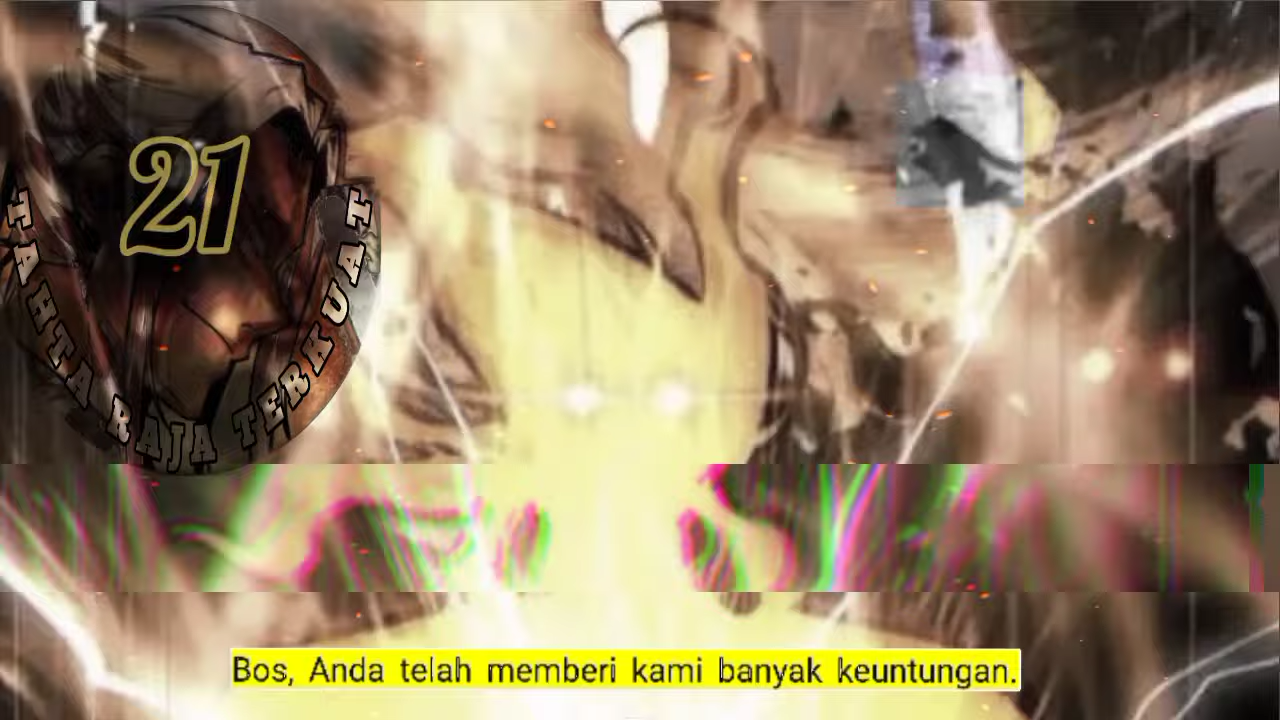 21
TAHTA RAJA TERKUAT
Bos, Anda telah memberi kami banyak keuntungan.